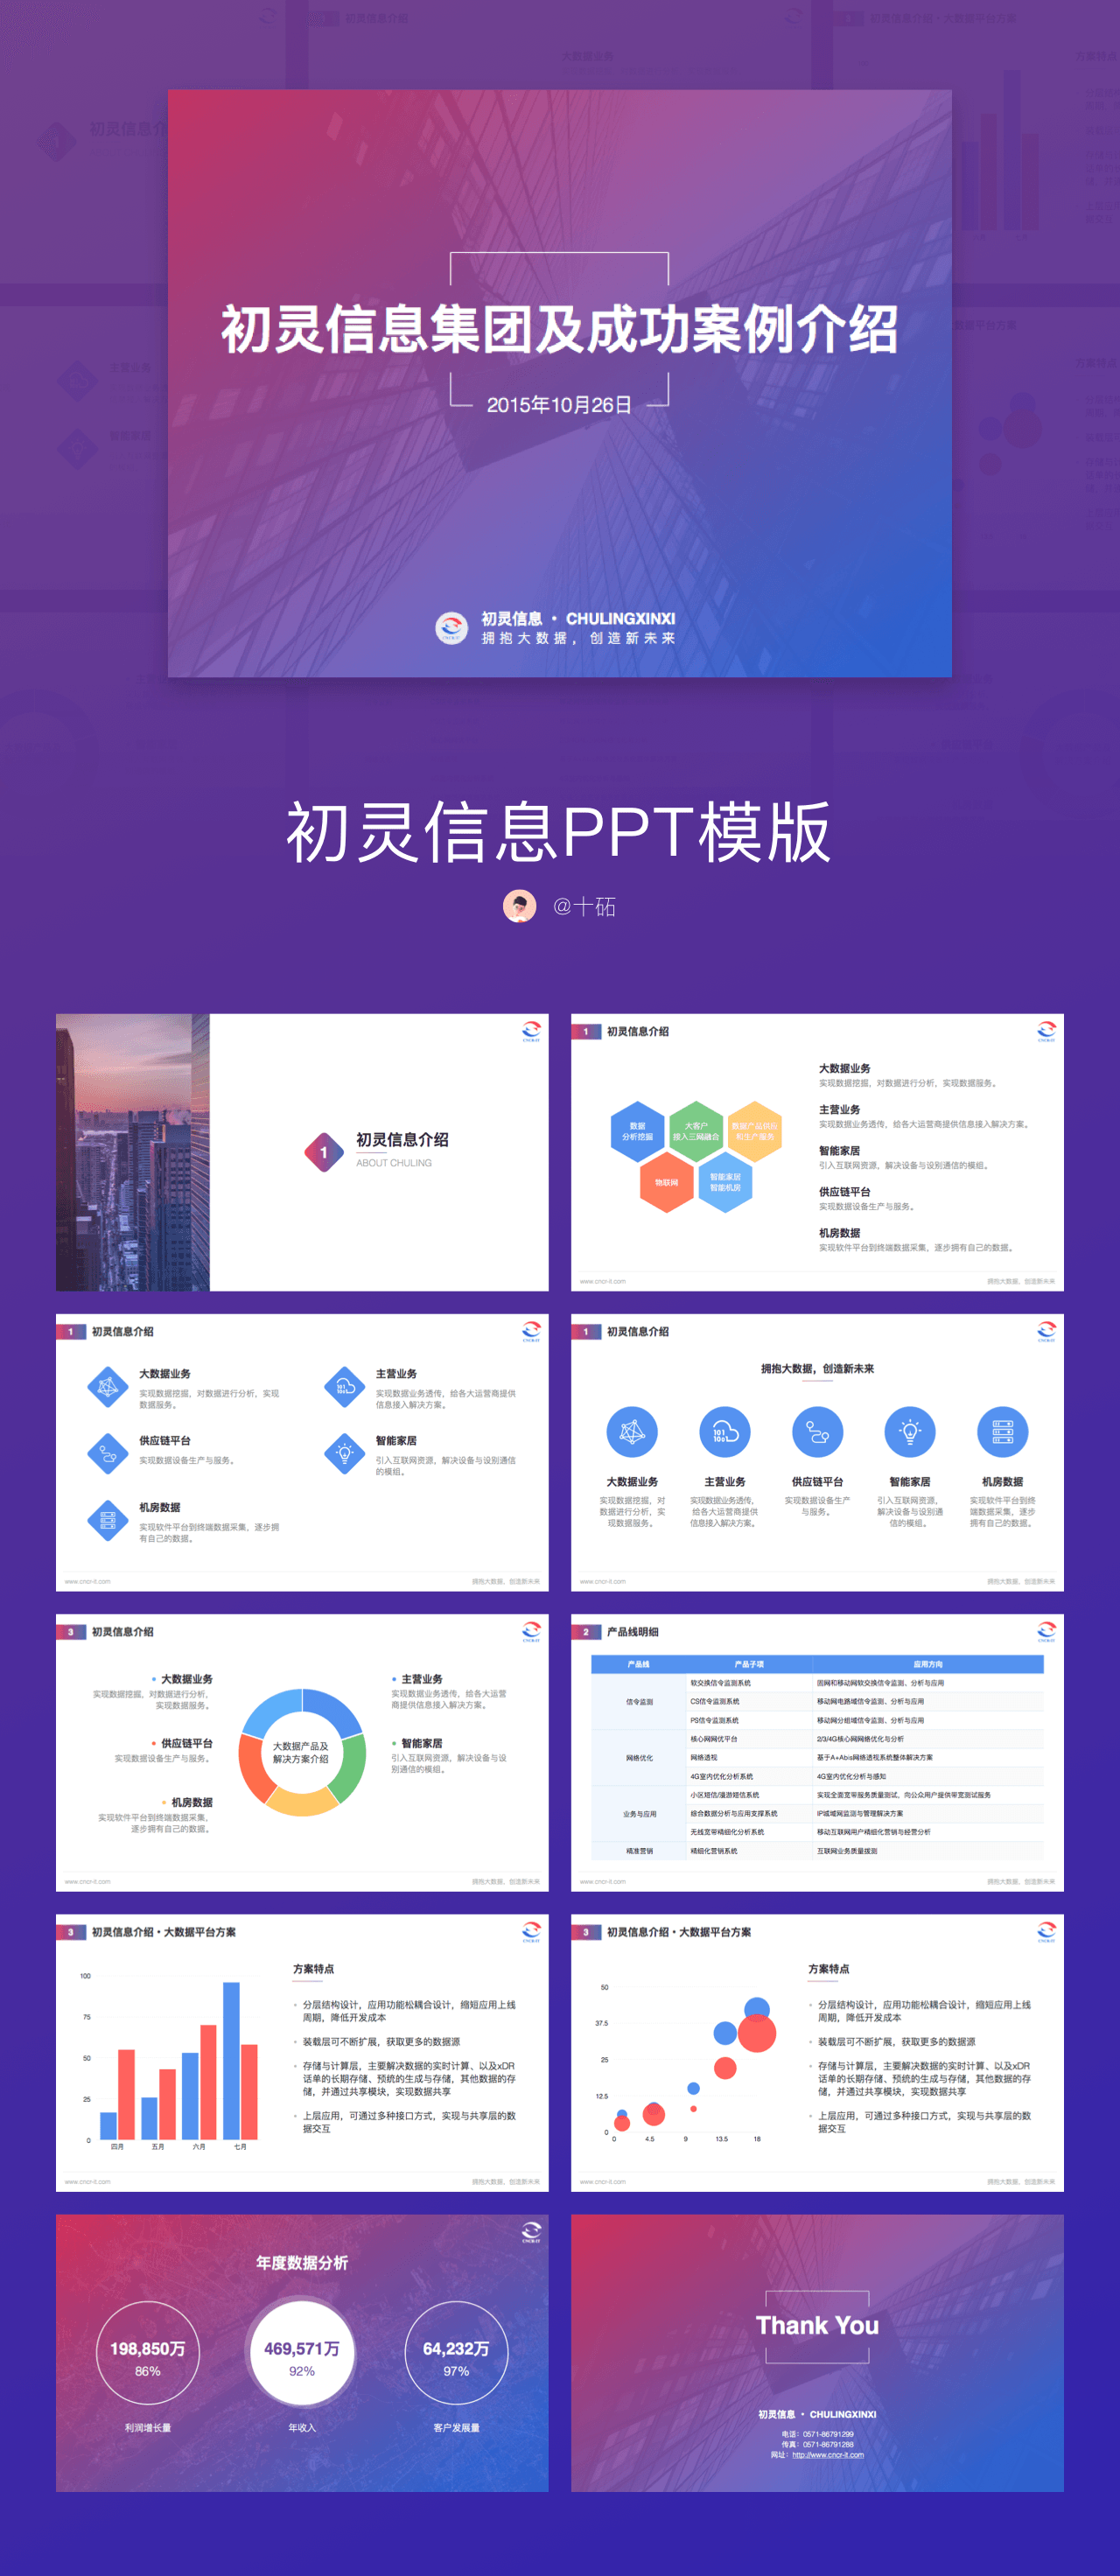 初灵信息集团及成功案例介绍
2015年10月26日
初灵信息 • CHULINGXINXI
拥抱大数据，创造新未来
初灵信息PPT模版
@十砳
CNCR-IT
1
初灵信息介绍
ABOUT CHULING
1 初灵信息介绍
CNCR-IT
数据
分析挖掘
大客户
接入三网融合
数据产品供应
和生产服务
物联网
智能家居
智能机房
大数据业务
实现数据挖掘，对数据进行分析，实现数据服务。
主营业务
实现数据业务透传，给各大运营商提供信息接入解决方案。
智能家居
引入互联网资源，解决设备与设别通信的模组。
供应链平台
实现数据设备生产与服务。
机房数据
实现软件平台到终端数据采集，逐步拥有自己的数据。
www.cncr-it.com
拥抱大数据，创造新未来
1 初灵信息介绍
CNCR-IT
大数据业务
实现数据挖掘，对数据进行分析，实现
数据服务。
主营业务
实现数据业务透传，给各大运营商提供
信息接入解决方案。
供应链平台
实现数据设备生产与服务。
智能家居
引入互联网资源，解决设备与设别通信
的模组。
机房数据
实现软件平台到终端数据采集，逐步拥
有自己的数据。
www.cncr-it.com
拥抱大数据，创造新未来
1 初灵信息介绍
CNCR-IT
拥抱大数据，创造新未来
大数据业务
实现数据挖掘，对
数据进行分析，实
现数据服务。
主营业务
实现数据业务透传，
给各大运营商提供
信息接入解决方案。
供应链平台
实现数据设备生产
与服务。
智能家居
引入互联网资源，
解决设备与设别通
信的模组。
机房数据
实现软件平台到终
端数据采集，逐步
拥有自己的数据。
www.cncr-it.com
拥抱大数据，创造新未来
3 初灵信息介绍
CNCR-IT
大数据业务
实现数据挖掘，对数据进行分析，
实现数据服务。
供应链平台
实现数据设备生产与服务。
机房数据
实现软件平台到终端数据采集，
逐步拥有自己的数据。
大数据产品及
解决方案介绍
主营业务
实现数据业务透传，给各大运营
商提供信息接入解决方案。
智能家居
引入互联网资源，解决设备与设
别通信的模组。
www.cncr-it.com
拥抱大数据，创造新未来
2 产品线明细
CNCR-IT
产品线 产品子项 应用方向
信令监测
软交换信令监测系统 固网和移动网软交换信令监测、分析与应用
CS信令监测系统 移动网电路域信令监测、分析与应用
PS信令监测系统 移动网分组域信令监测、分析与应用
网络优化
核心网网优平台 2/3/4G核心网网络优化与分析
网络透视 基于A+Abis网络透视系统整体解决方案
4G室内优化分析系统 4G室内优化分析与感知
业务与应用
小区短信/漫游短信系统 实现全面宽带服务质量测试，向公众用户提供带宽测试服务
综合数据分析与应用支撑系统 IP城域网监测与管理解决方案
无线宽带精细化分析系统 移动互联网用户精细化营销与经营分析
精准营销 精细化营销系统 互联网业务质量拨测
www.cncr-it.com
拥抱大数据，创造新未来
3 初灵信息介绍 • 大数据平台方案
CNCR-IT
100
75
50
25
0
四月 五月 六月 七月
方案特点
分层结构设计，应用功能松耦合设计，缩短应用上线
周期，降低开发成本
装载层可不断扩展，获取更多的数据源
存储与计算层，主要解决数据的实时计算、以及xDR
话单的长期存储、预统的生成与存储，其他数据的存
储，并通过共享模块，实现数据共享
上层应用，可通过多种接口方式，实现与共享层的数
据交互
www.cncr-it.com
拥抱大数据，创造新未来
3 初灵信息介绍 • 大数据平台方案
CNCR-IT
50
37.5
25
12.5
0
0 4.5 9 13.5 18
方案特点
分层结构设计，应用功能松耦合设计，缩短应用上线
周期，降低开发成本
装载层可不断扩展，获取更多的数据源
存储与计算层，主要解决数据的实时计算、以及xDR
话单的长期存储、预统的生成与存储，其他数据的存
储，并通过共享模块，实现数据共享
上层应用，可通过多种接口方式，实现与共享层的数
据交互
www.cncr-it.com
拥抱大数据，创造新未来
CNCR-IT
年度数据分析
198,850万
86%
利润增长量
469,571万
92%
年收入
64,232万
97%
客户发展量
Thank You
初灵信息 • CHULINGXINXI
电话：0571-86791299
传真：0571-86791288
网址：http://www.cncr-it.com